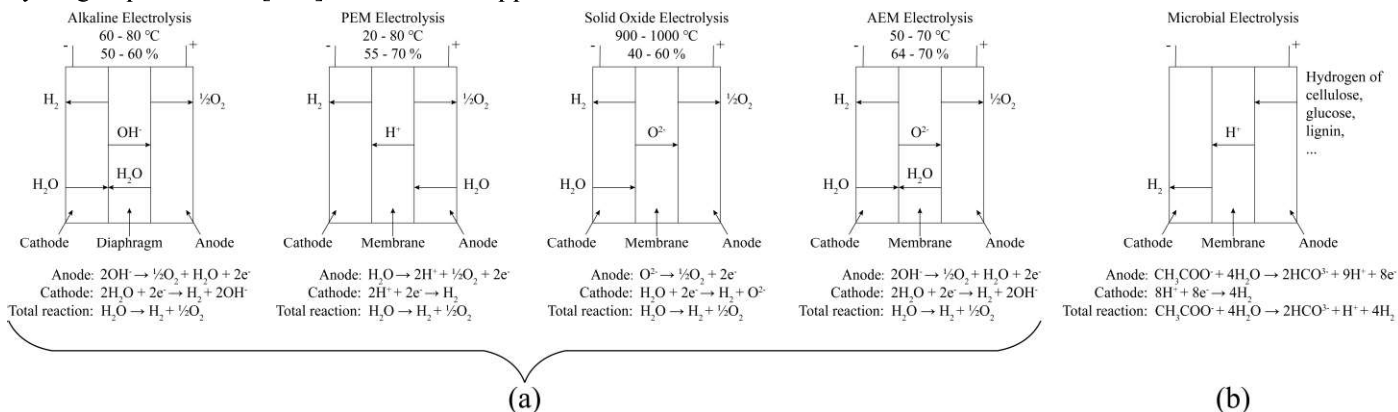 Alkaline Electrolysis
60 - 80 °C
50 - 60 %
- +
H₂ ½O₂
OH⁻
H₂O
H₂O
Cathode Diaphragm Anode
Anode: 2OH⁻ → ½O₂ + H₂O + 2e⁻
Cathode: 2H₂O + 2e⁻ → H₂ + 2OH⁻
Total reaction: H₂O → H₂ + ½O₂
PEM Electrolysis
20 - 80 °C
55 - 70 %
- +
H₂ ½O₂
H⁺
H₂O
Cathode Membrane Anode
Anode: H₂O → 2H⁺ + ½O₂ + 2e⁻
Cathode: 2H⁺ + 2e⁻ → H₂
Total reaction: H₂O → H₂ + ½O₂
Solid Oxide Electrolysis
900 - 1000 °C
40 - 60 %
- +
H₂ ½O₂
O²⁻
H₂O
Cathode Membrane Anode
Anode: O²⁻ → ½O₂ + 2e⁻
Cathode: H₂O + 2e⁻ → H₂ + O²⁻
Total reaction: H₂O → H₂ + ½O₂
AEM Electrolysis
50 - 70 °C
64 - 70 %
- +
H₂ ½O₂
O²⁻
H₂O
H₂O
Cathode Membrane Anode
Anode: 2OH⁻ → ½O₂ + H₂O + 2e⁻
Cathode: 2H₂O + 2e⁻ → H₂ + 2OH⁻
Total reaction: H₂O → H₂ + ½O₂
(a)
Microbial Electrolysis
- +
Hydrogen of
cellulose,
glucose,
lignin,
...
H⁺
H₂
Cathode Membrane Anode
Anode: CH₃COO⁻ + 4H₂O → 2HCO³⁻ + 9H⁺ + 8e⁻
Cathode: 8H⁺ + 8e⁻ → 4H₂
Total reaction: CH₃COO⁻ + 4H₂O → 2HCO³⁻ + H⁺ + 4H₂
(b)